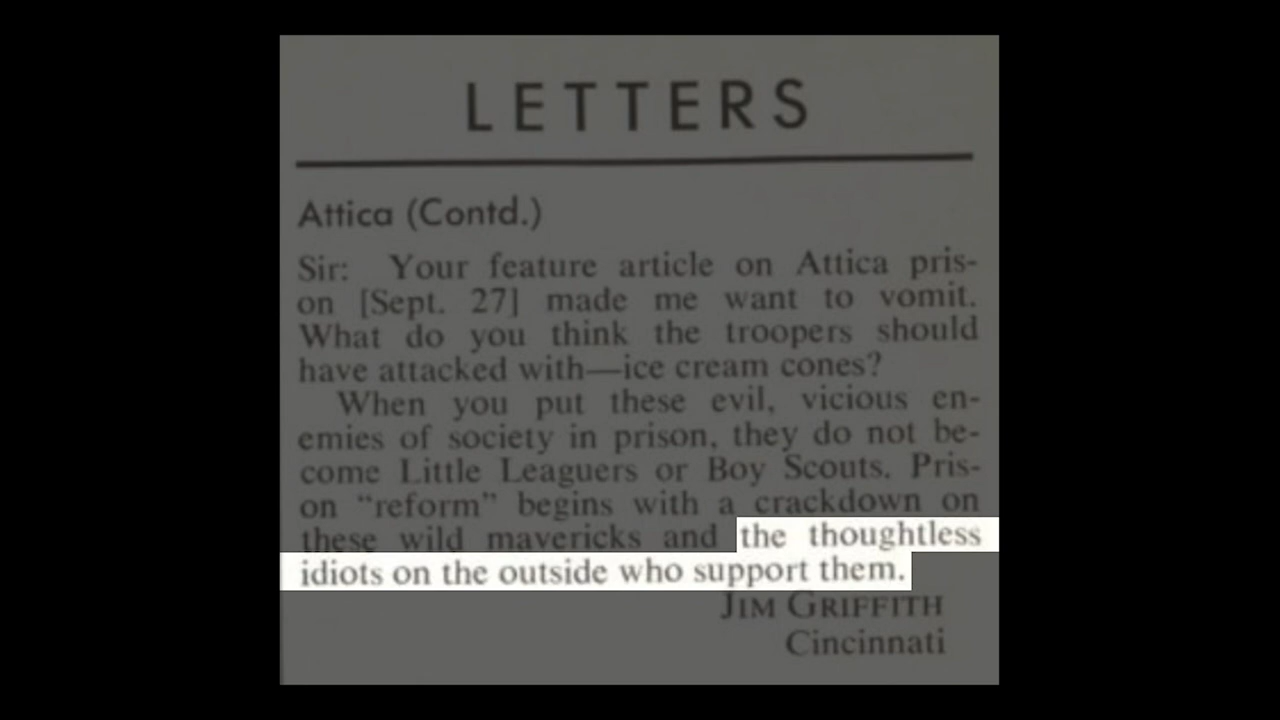 LETTERS
Attica (Contd.)
Sir: Your feature article on Attica pris-
on [Sept. 27] made me want to vomit.
What do you think the troopers should
have attacked with—ice cream cones?
When you put these evil, vicious en-
emies of society in prison, they do not be-
come Little Leaguers or Boy Scouts. Pris-
on “reform” begins with a crackdown on
these wild mavericks and the thoughtless
idiots on the outside who support them.
JIM GRIFFITH
Cincinnati